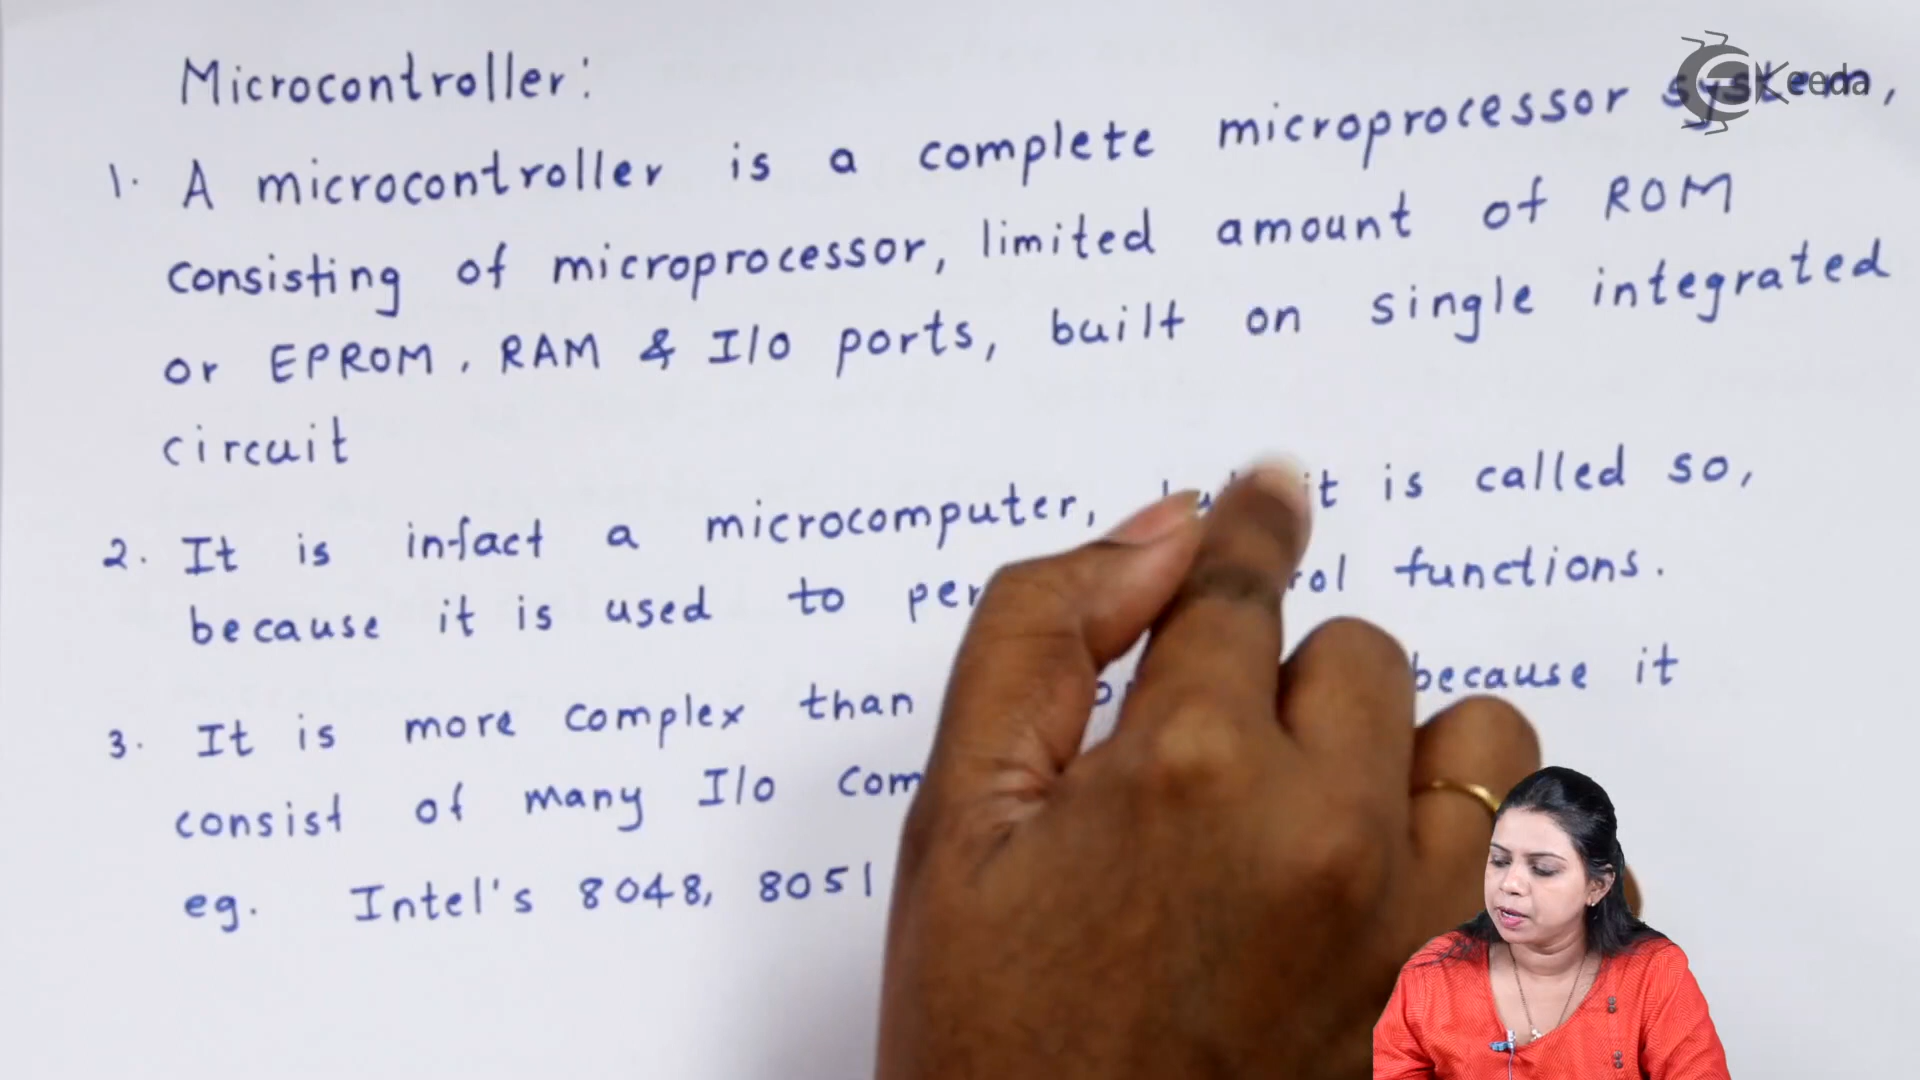 Microcontroller:
1. A microcontroller is a complete microprocessor system,
consisting of microprocessor, limited amount of ROM
or EPROM, RAM & I/O ports, built on single integrated
circuit
2. It is infact a microcomputer, it is called so,
because it is used to functions.
3. It is more complex than because it
consist of many I/O
eg. Intel's 8048, 8051
Keeda